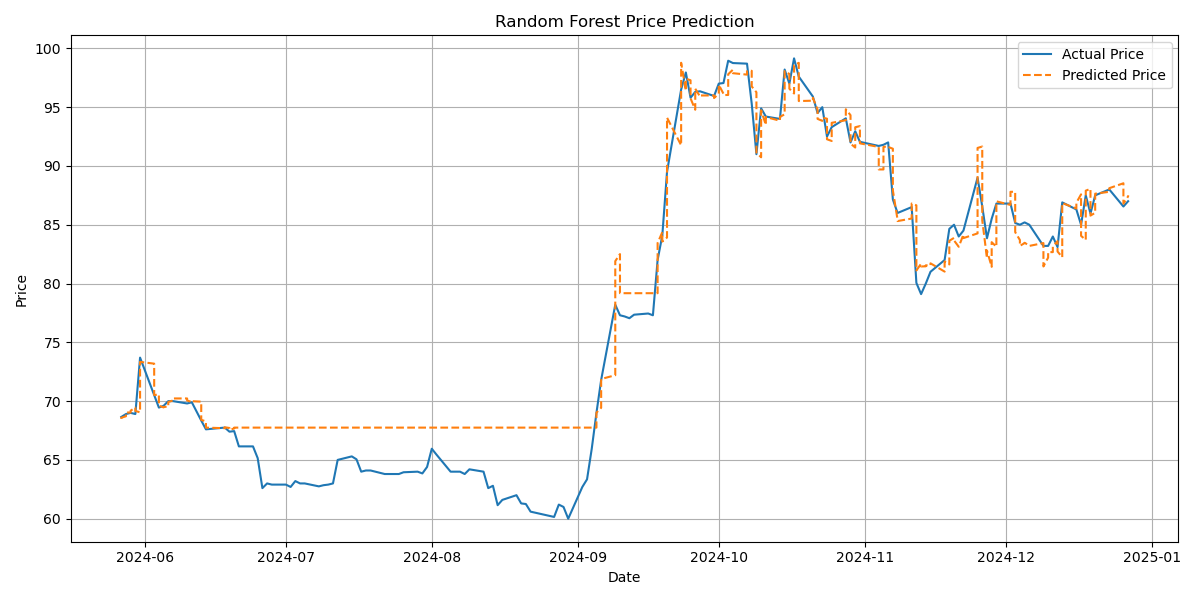 Random Forest Price Prediction
Actual Price
Predicted Price
Price
100
95
90
85
80
75
70
65
60
2024-06 2024-07 2024-08 2024-09 2024-10 2024-11 2024-12 2025-01
Date